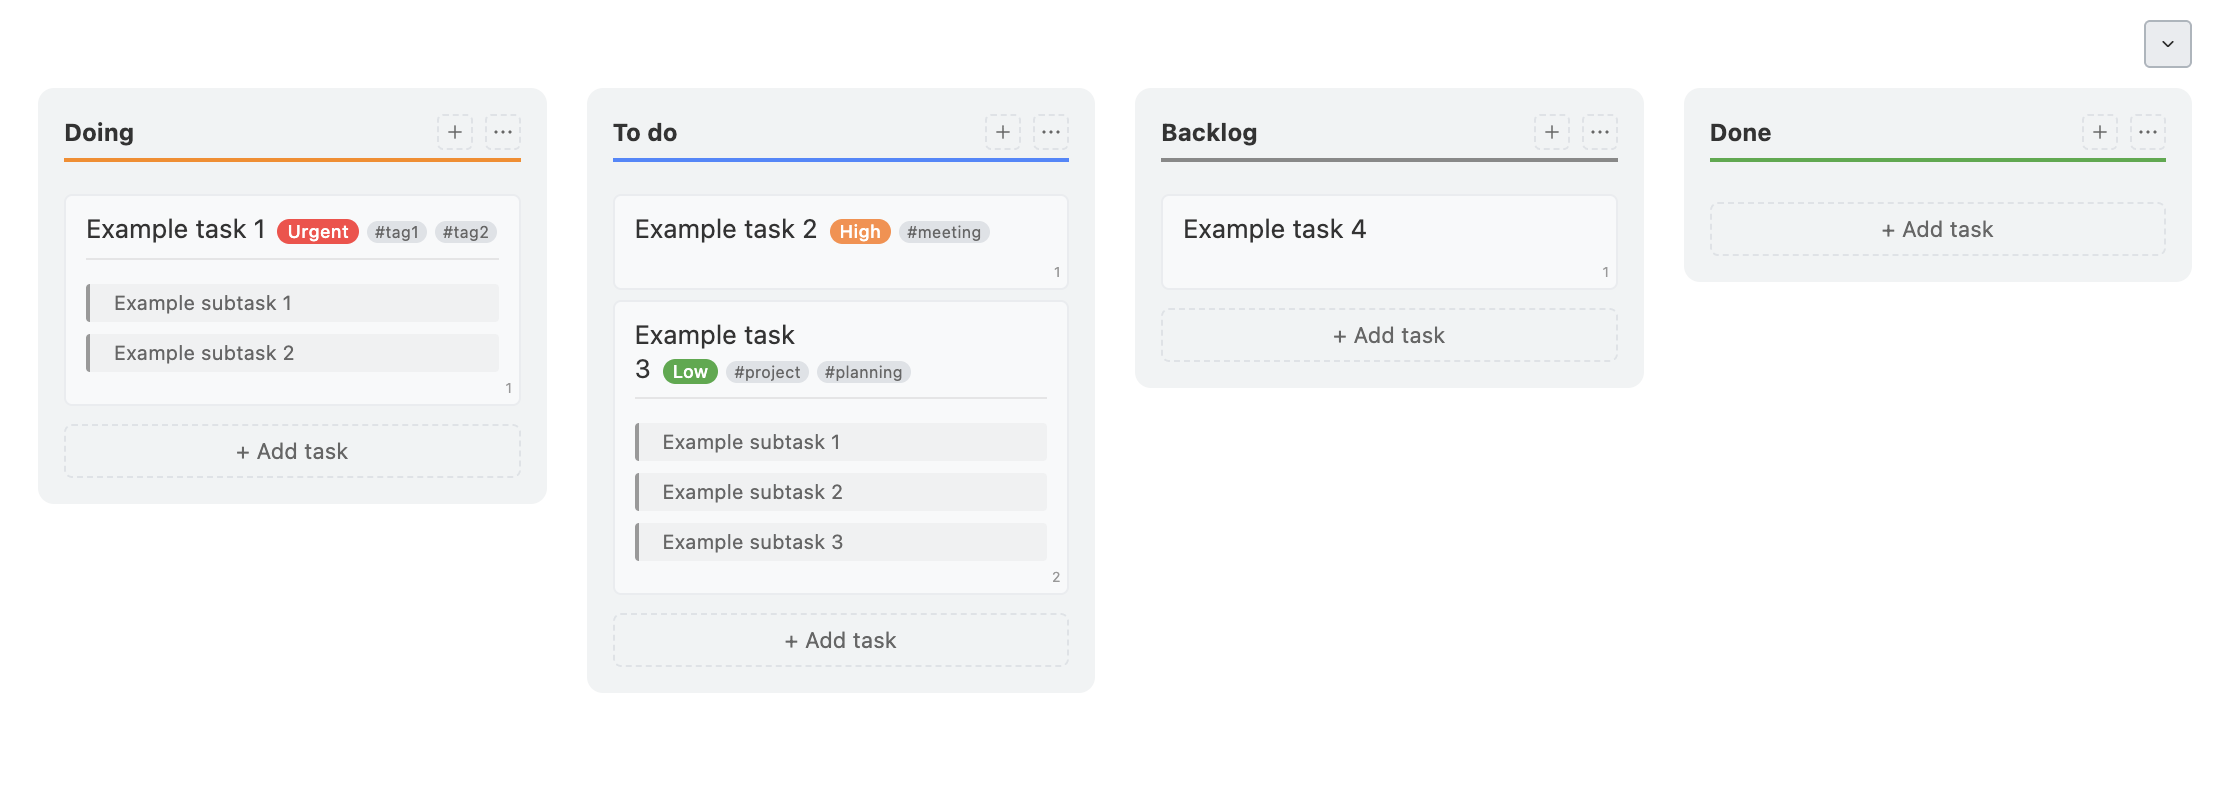 Doing
Example task 1 Urgent #tag1 #tag2
Example subtask 1
Example subtask 2
1
+ Add task
To do
Example task 2 High #meeting
1
Example task
3 Low #project #planning
Example subtask 1
Example subtask 2
Example subtask 3
2
+ Add task
Backlog
Example task 4
1
+ Add task
Done
+ Add task